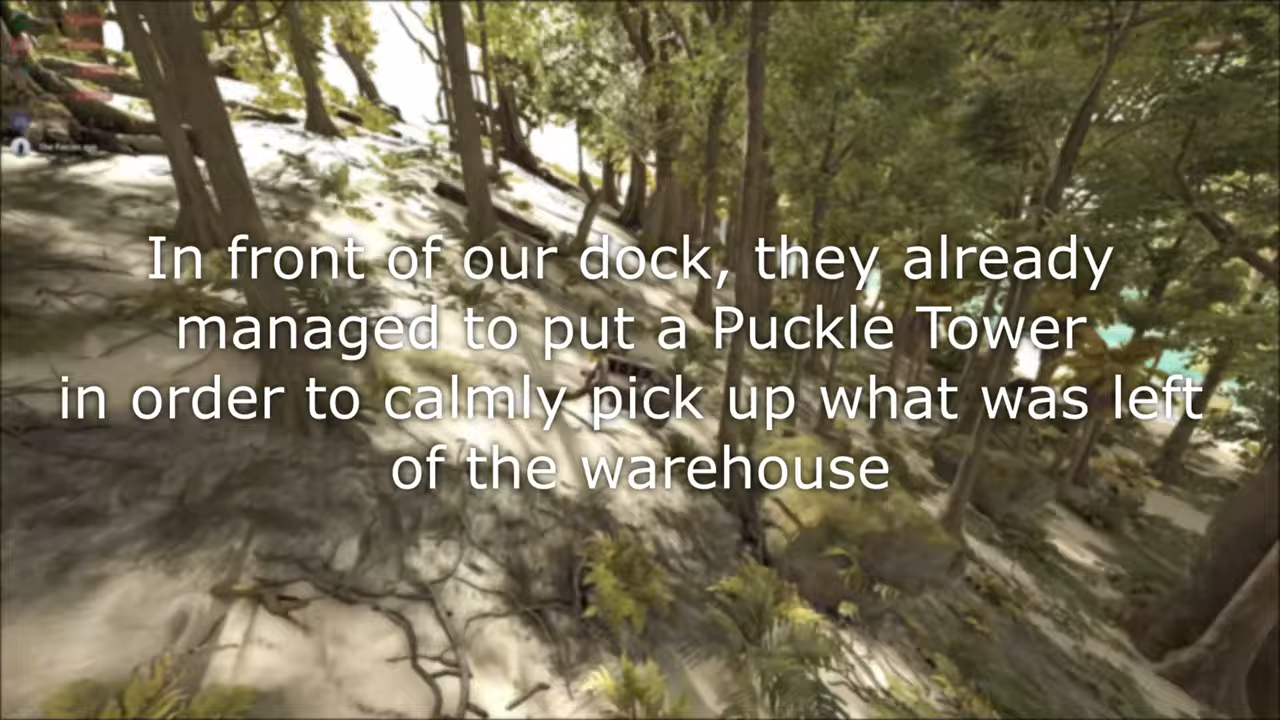 In front of our dock, they already
managed to put a Puckle Tower
in order to calmly pick up what was left
of the warehouse